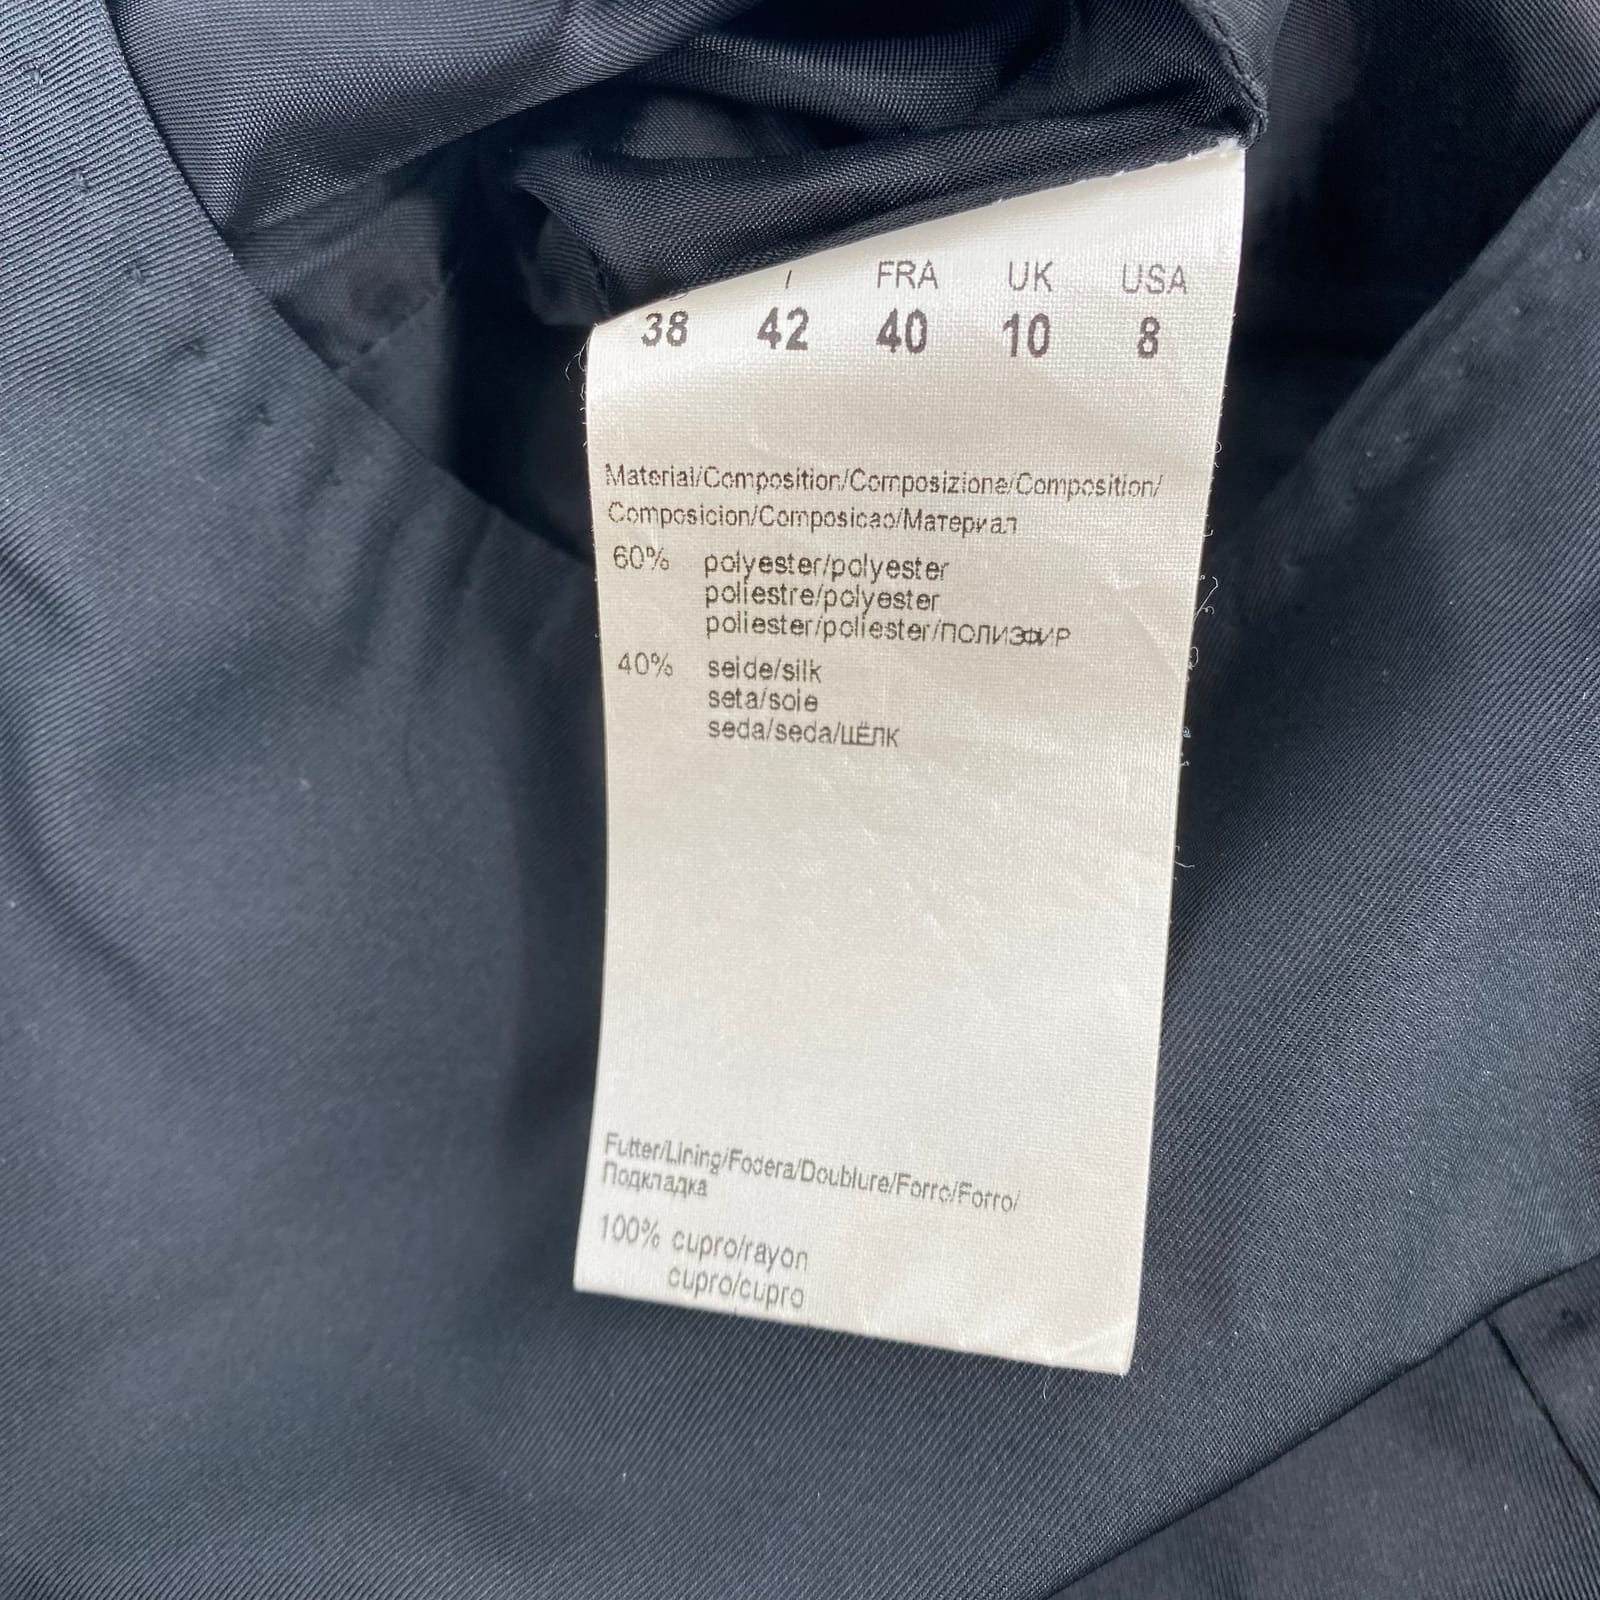 I FRA UK USA
38 42 40 10 8
Material/Composition/Composizione/Composition/
Composicion/Composicao/Материал
60% polyester/polyester
poliestre/polyester
poliester/poliester/ПОЛИЭФИР
40% seide/silk
seta/soie
seda/seda/ШЁЛК
Futter/Lining/Fodera/Doublure/Forro/Forro/
Подкладка
100% cupro/rayon
cupro/cupro